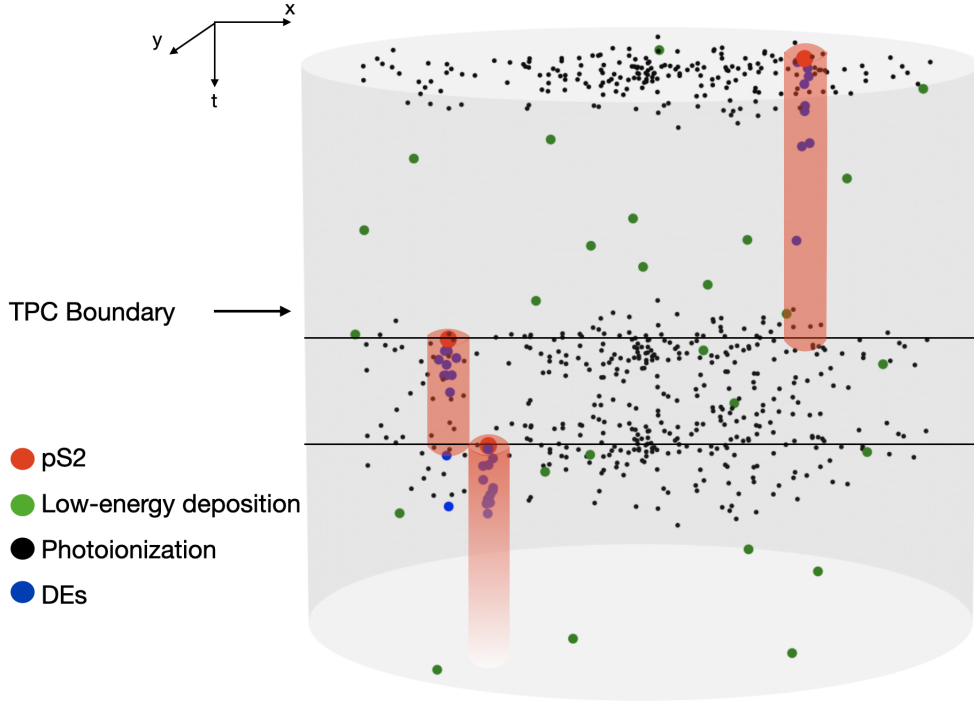 x
y
t
TPC Boundary
pS2
Low-energy deposition
Photoionization
DEs